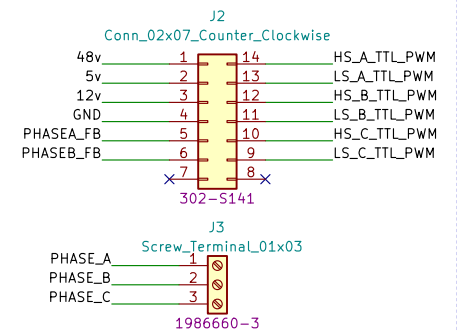 J2
Conn_02x07_Counter_Clockwise
48v 1 14 HS_A_TTL_PWM
5v 2 13 LS_A_TTL_PWM
12v 3 12 HS_B_TTL_PWM
GND 4 11 LS_B_TTL_PWM
PHASEA_FB 5 10 HS_C_TTL_PWM
PHASEB_FB 6 9 LS_C_TTL_PWM
7 8
302-S141
J3
Screw_Terminal_01x03
PHASE_A 1
PHASE_B 2
PHASE_C 3
1986660-3